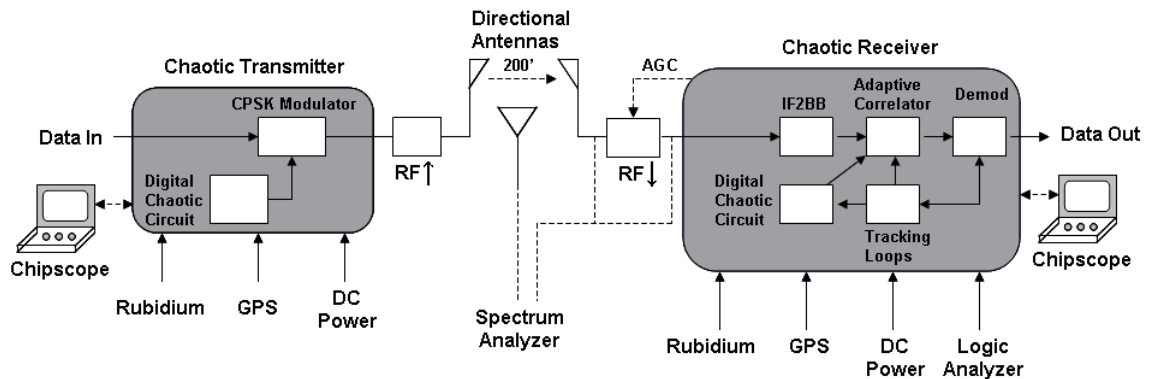 Directional
Antennas
200'
Chaotic Transmitter
CPSK Modulator
Data In
RF↑
Digital
Chaotic
Circuit
Chipscope
Rubidium
GPS
DC
Power
Spectrum
Analyzer
AGC
RF↓
Chaotic Receiver
IF2BB
Adaptive
Correlator
Demod
Data Out
Digital
Chaotic
Circuit
Tracking
Loops
Chipscope
Rubidium
GPS
DC
Power
Logic
Analyzer